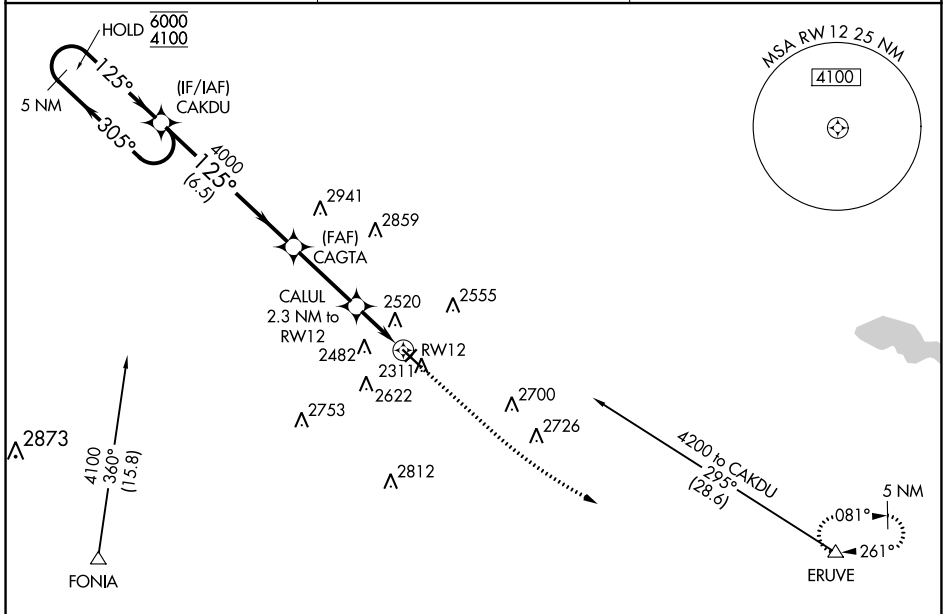 HOLD 6000
4100
125°
5 NM
305°
(IF/IAF)
CAKDU
4000
125°
(6.5)
MSA RW 12 25 NM
4100
2941
2859
(FAF)
CAGTA
CALUL
2.3 NM to
RW12
2520
2555
2482
RW12
2311
2622
2753
2700
2726
2873
2812
4100
360°
(15.8)
FONIA
4200 to CAKDU
295°
(28.6)
5 NM
081°
261°
ERUVE